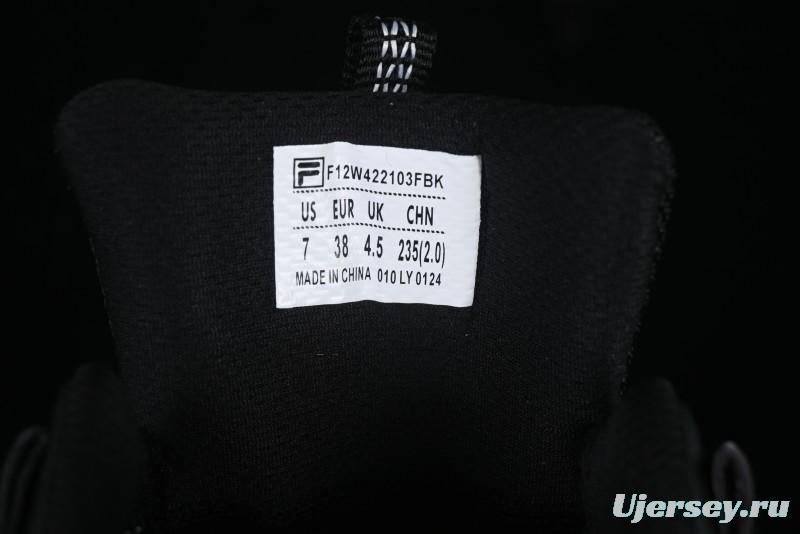 F12W422103FBK
US EUR UK CHN
7 38 4.5 235(2.0)
MADE IN CHINA 010 LY 0124
Ujersey.ru